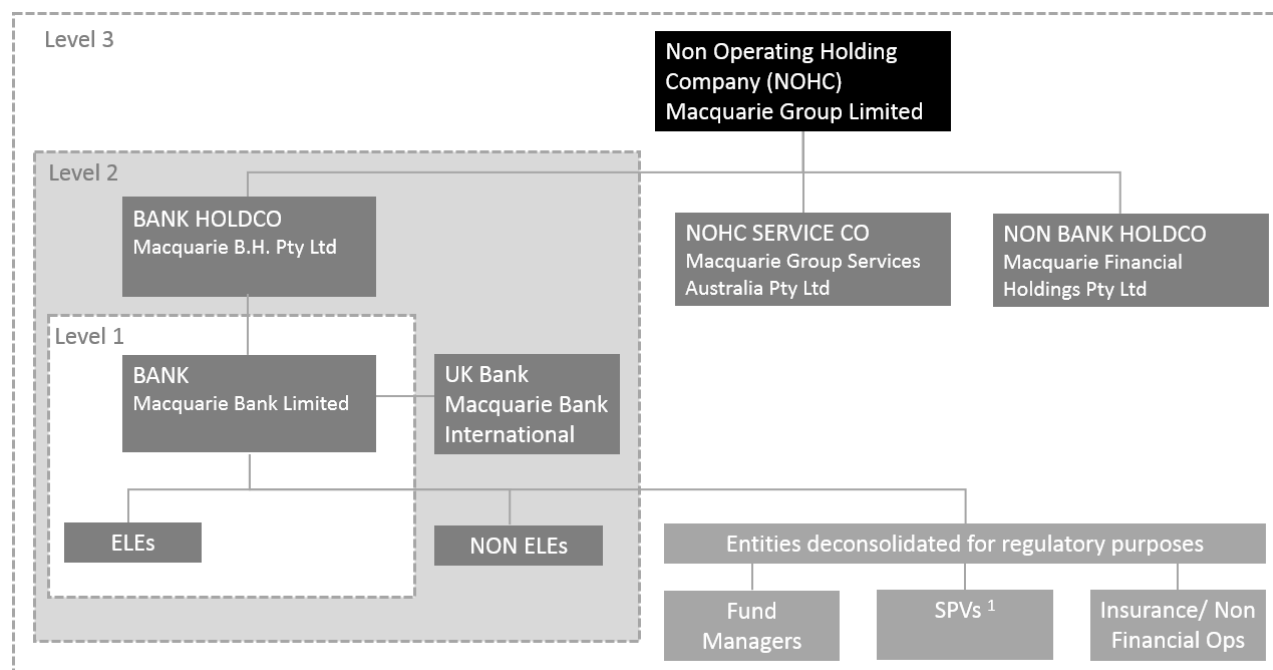 Level 3
Non Operating Holding
Company (NOHC)
Macquarie Group Limited
Level 2
BANK HOLDCO
Macquarie B.H. Pty Ltd
NOHC SERVICE CO
Macquarie Group Services
Australia Pty Ltd
NON BANK HOLDCO
Macquarie Financial
Holdings Pty Ltd
Level 1
BANK
Macquarie Bank Limited
UK Bank
Macquarie Bank
International
ELEs
NON ELEs
Entities deconsolidated for regulatory purposes
Fund
Managers
SPVs 1
Insurance/ Non
Financial Ops